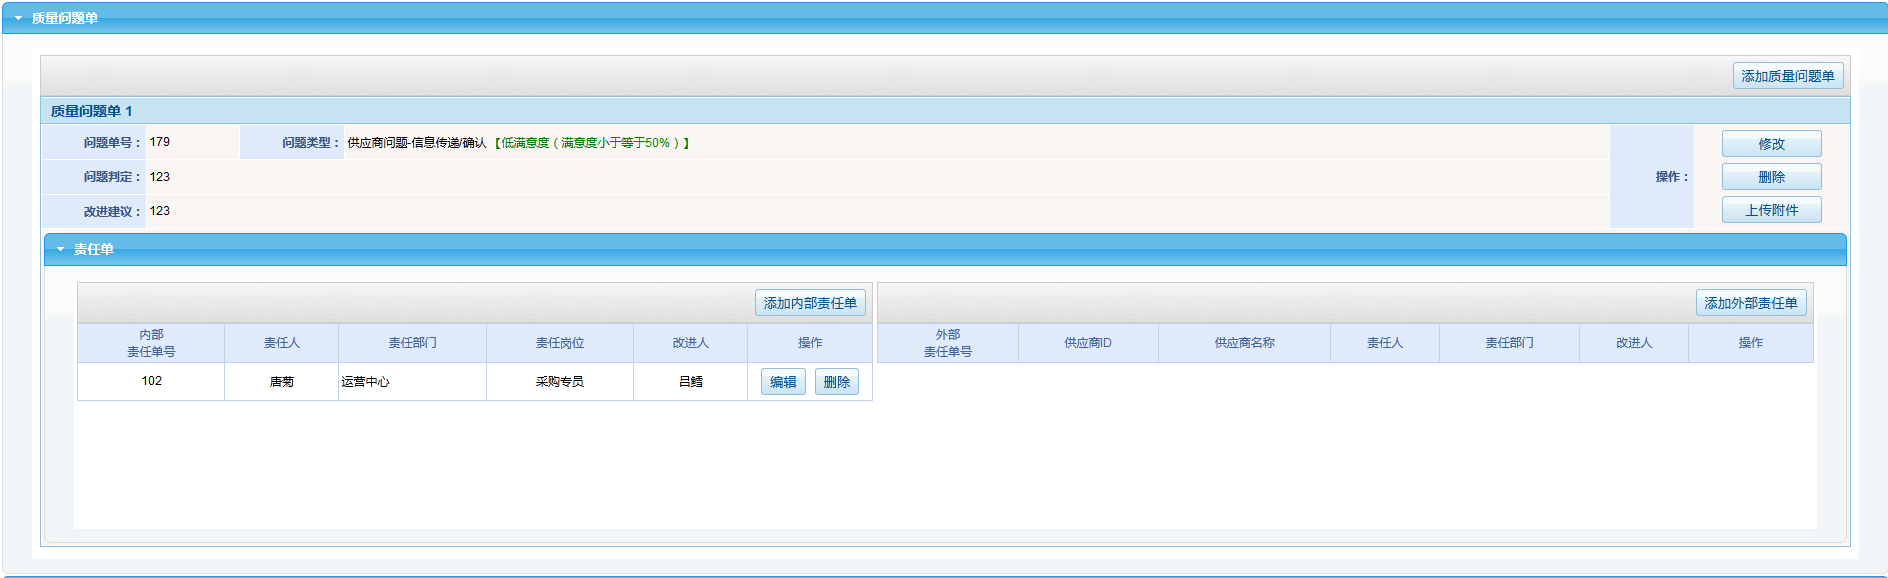 质量问题单
添加质量问题单
质量问题单 1
问题单号： 179 问题类型： 供应商问题-信息传递/确认 【低满意度（满意度小于等于50%）】
问题判定： 123
改进建议： 123
操作：
修改
删除
上传附件
责任单
添加内部责任单
内部
责任单号 责任人 责任部门 责任岗位 改进人 操作
102 唐菊 运营中心 采购专员 吕鳕 编辑 删除
添加外部责任单
外部
责任单号 供应商ID 供应商名称 责任人 责任部门 改进人 操作